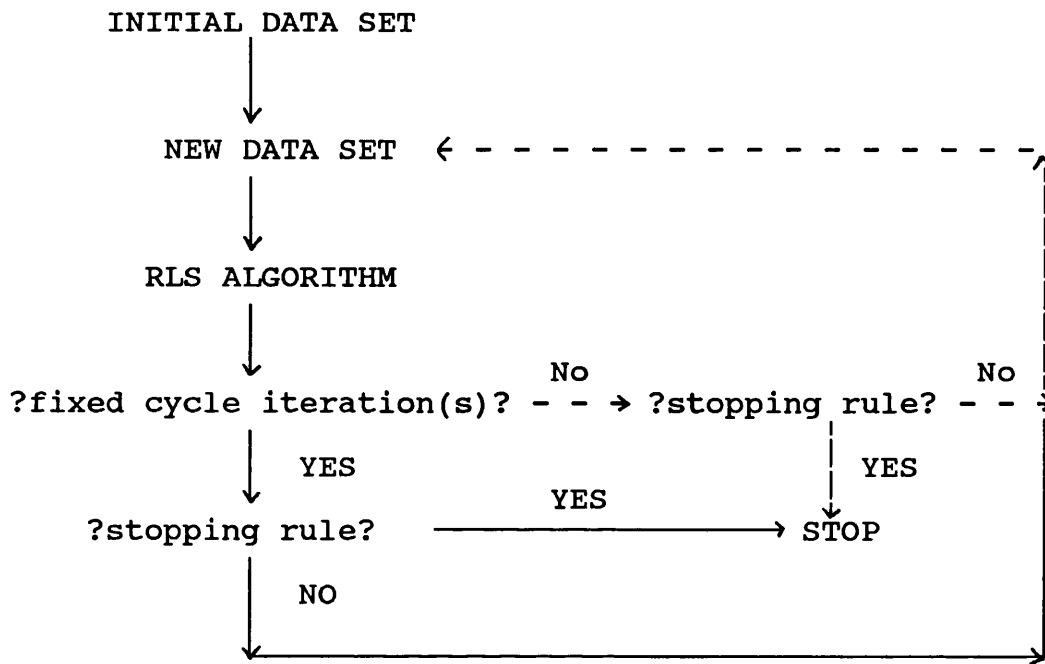 INITIAL DATA SET
NEW DATA SET
RLS ALGORITHM
No
No
?fixed cycle iteration(s)?
?stopping rule?
YES
YES
YES
?stopping rule?
STOP
NO